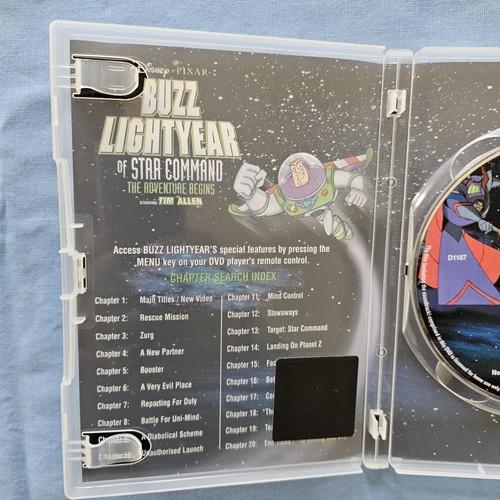 DISNEY · PIXAR
BUZZ
LIGHTYEAR
OF STAR COMMAND
THE ADVENTURE BEGINS
STARRING TIM ALLEN
Access BUZZ LIGHTYEAR'S special features by pressing the
MENU key on your DVD player's remote control.
CHAPTER SEARCH INDEX
Chapter 1: Main Titles / New Video
Chapter 2: Rescue Mission
Chapter 3: Zurg
Chapter 4: A New Partner
Chapter 5: Booster
Chapter 6: A Very Evil Place
Chapter 7: Reporting For Duty
Chapter 8: Battle For Uni-Mind
A Diabolical Scheme
Unauthorised Launch
Chapter 11: Mind Control
Chapter 12: Stowaways
Chapter 13: Target: Star Command
Chapter 14: Landing On Planet Z
Chapter 15:
Chapter 16:
Chapter 17:
Chapter 18:
Chapter 19:
Chapter 20:
D1187